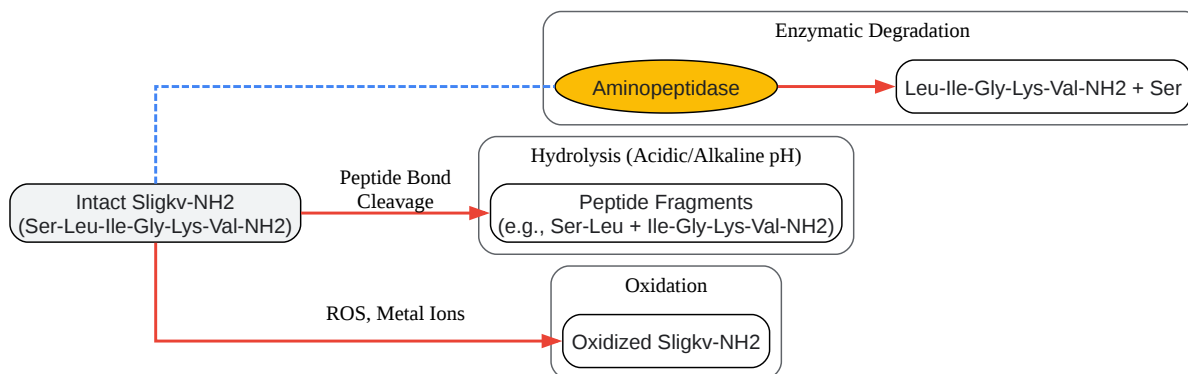 Enzymatic Degradation
Aminopeptidase
Leu-Ile-Gly-Lys-Val-NH2 + Ser
Hydrolysis (Acidic/Alkaline pH)
Peptide Bond
Cleavage
Intact Sligkv-NH2
(Ser-Leu-Ile-Gly-Lys-Val-NH2)
Peptide Fragments
(e.g., Ser-Leu + Ile-Gly-Lys-Val-NH2)
Oxidation
ROS, Metal Ions
Oxidized Sligkv-NH2